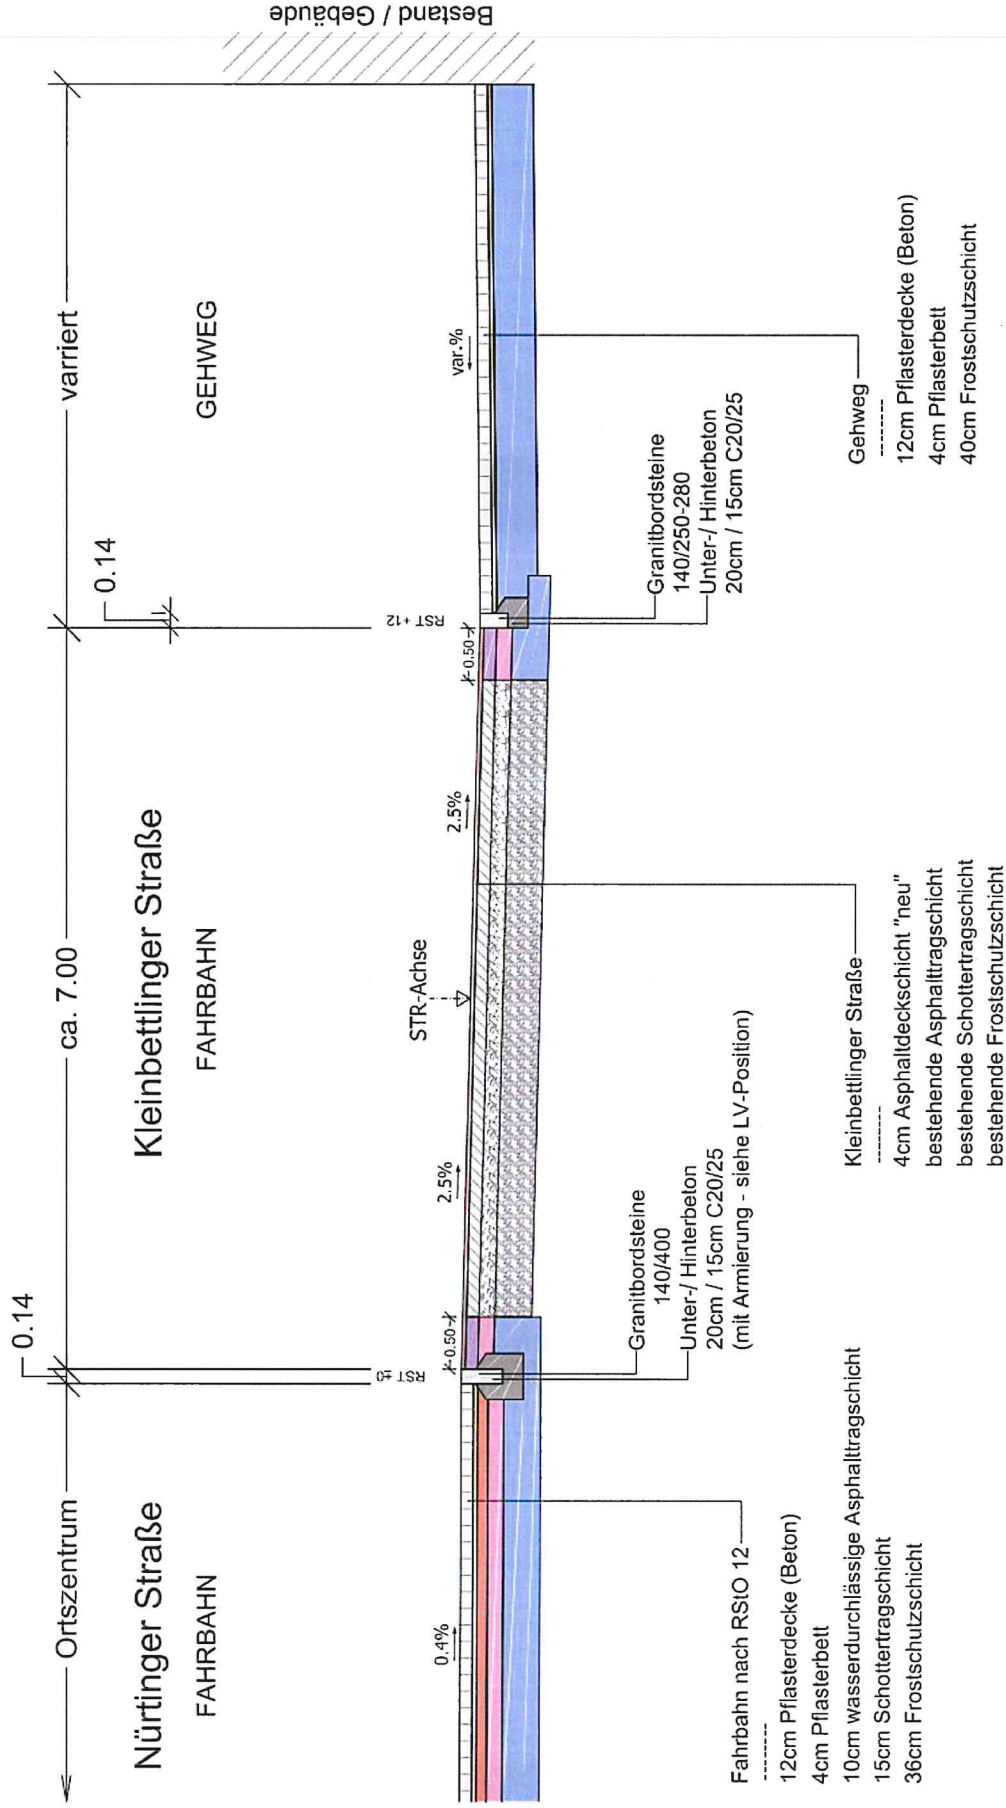 Ortszentrum
0.14
ca. 7.00
0.14
varriert
Nürtinger Straße
FAHRBAHN
Kleinbettlinger Straße
FAHRBAHN
GEHWEG
Bestand / Gebäude
RST ±0
RST +12
STR-Achse
0.4%
0.50
2.5%
2.5%
0.50
var.%
Granitbordsteine
140/400
Unter-/ Hinterbeton
20cm / 15cm C20/25
(mit Armierung - siehe LV-Position)
Granitbordsteine
140/250-280
Unter-/ Hinterbeton
20cm / 15cm C20/25
Fahrbahn nach RStO 12
--------
12cm Pflasterdecke (Beton)
4cm Pflasterbett
10cm wasserdurchlässige Asphalttragschicht
15cm Schottertragschicht
36cm Frostschutzschicht
Kleinbettlinger Straße
--------
4cm Asphaltdeckschicht "neu"
bestehende Asphalttragschicht
bestehende Schottertragschicht
bestehende Frostschutzschicht
Gehweg
--------
12cm Pflasterdecke (Beton)
4cm Pflasterbett
40cm Frostschutzschicht